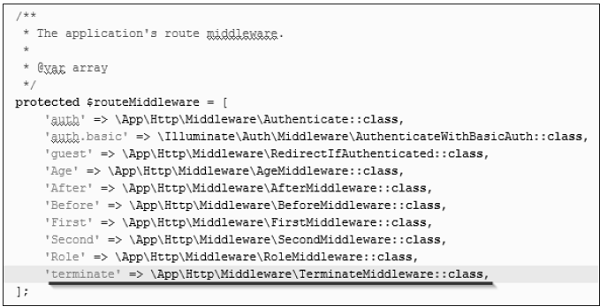 /**
* The application's route middleware.
*
* @var array
*/
protected $routeMiddleware = [
'auth' => \App\Http\Middleware\Authenticate::class,
'auth.basic' => \Illuminate\Auth\Middleware\AuthenticateWithBasicAuth::class,
'guest' => \App\Http\Middleware\RedirectIfAuthenticated::class,
'Age' => \App\Http\Middleware\AgeMiddleware::class,
'After' => \App\Http\Middleware\AfterMiddleware::class,
'Before' => \App\Http\Middleware\BeforeMiddleware::class,
'First' => \App\Http\Middleware\FirstMiddleware::class,
'Second' => \App\Http\Middleware\SecondMiddleware::class,
'Role' => \App\Http\Middleware\RoleMiddleware::class,
'terminate' => \App\Http\Middleware\TerminateMiddleware::class,
];